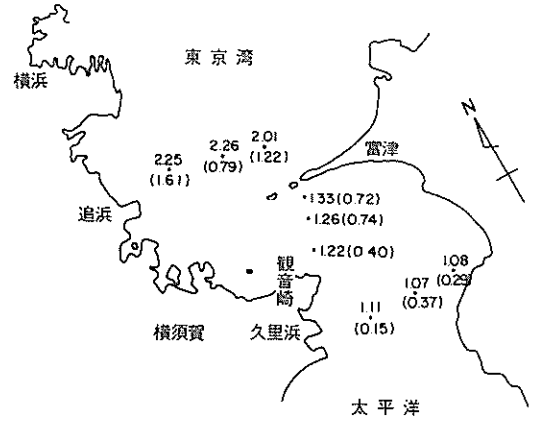 東京湾
横浜
N
2.01
(1.22)
2.26
(0.79)
2.25
(1.61)
富津
1.33(0.72)
追浜
1.26(0.74)
1.22(0.40)
観音崎
1.08
(0.29)
1.07
(0.37)
1.11
(0.15)
横須賀
久里浜
太平洋